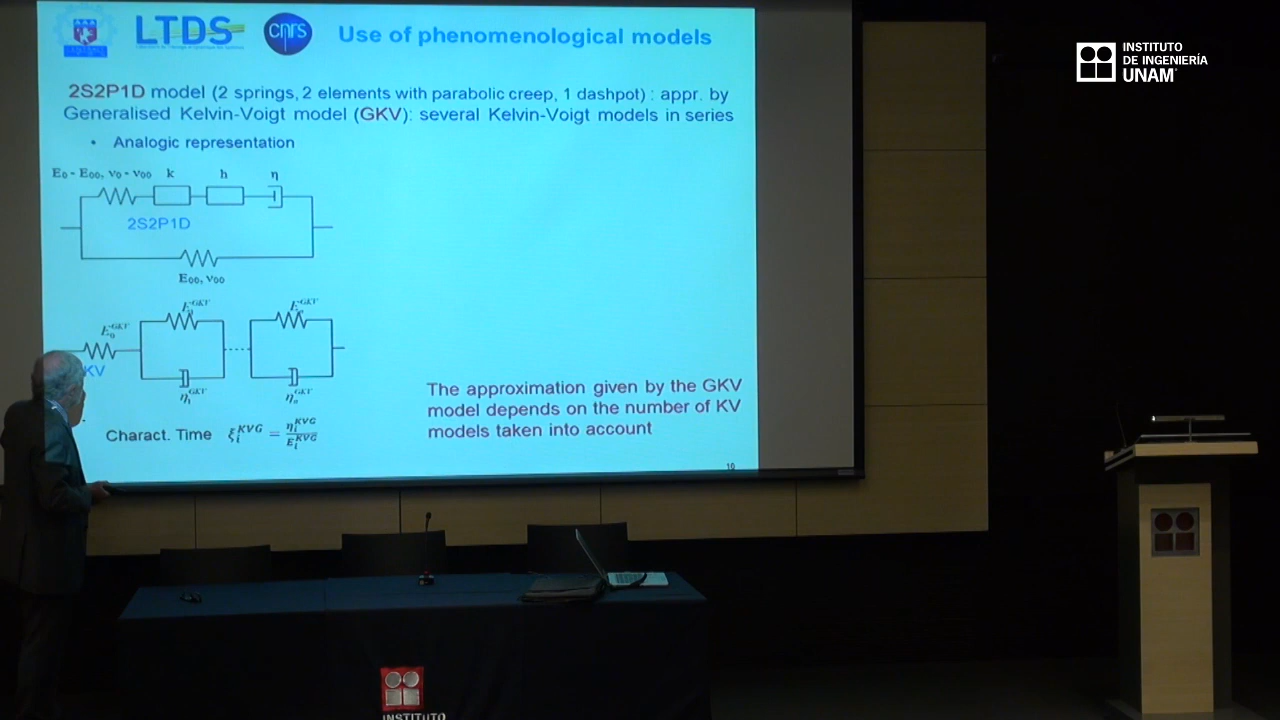 LTDS
cnrs
Use of phenomenological models
INSTITUTO
DE INGENIERÍA
UNAM
2S2P1D model (2 springs, 2 elements with parabolic creep, 1 dashpot) : appr. by
Generalised Kelvin-Voigt model (GKV): several Kelvin-Voigt models in series
• Analogic representation
E₀ - E₀₀, ν₀ - ν₀₀ k h η
2S2P1D
E₀₀, ν₀₀
KV
The approximation given by the GKV
model depends on the number of KV
models taken into account
Charact. Time ξᵢᴷⱽᴳ = ηᵢᴷⱽᴳ / Eᵢᴷⱽᴳ
10
INSTITUTO